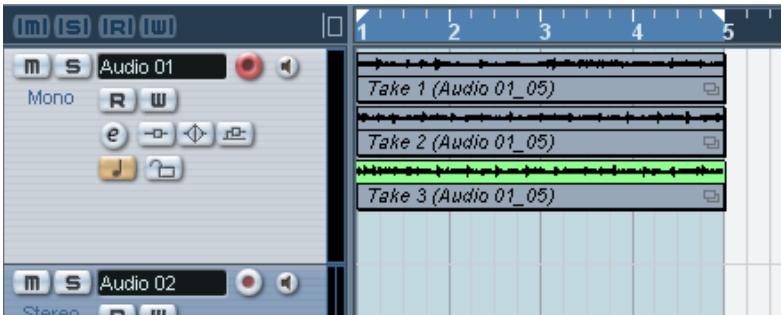 [m] [S] [R] [W]
1 2 3 4 5
m S Audio 01
Mono R W
e
Take 1 (Audio 01_05)
Take 2 (Audio 01_05)
Take 3 (Audio 01_05)
m S Audio 02
Stereo R W